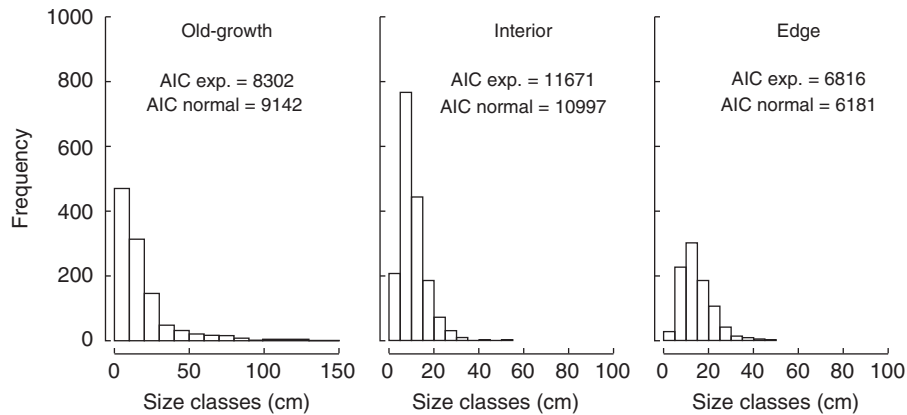 1000
800
600
400
200
0
Frequency
Old-growth
AIC exp. = 8302
AIC normal = 9142
0 50 100 150
Size classes (cm)
Interior
AIC exp. = 11671
AIC normal = 10997
0 20 40 60 80 100
Size classes (cm)
Edge
AIC exp. = 6816
AIC normal = 6181
0 20 40 60 80 100
Size classes (cm)